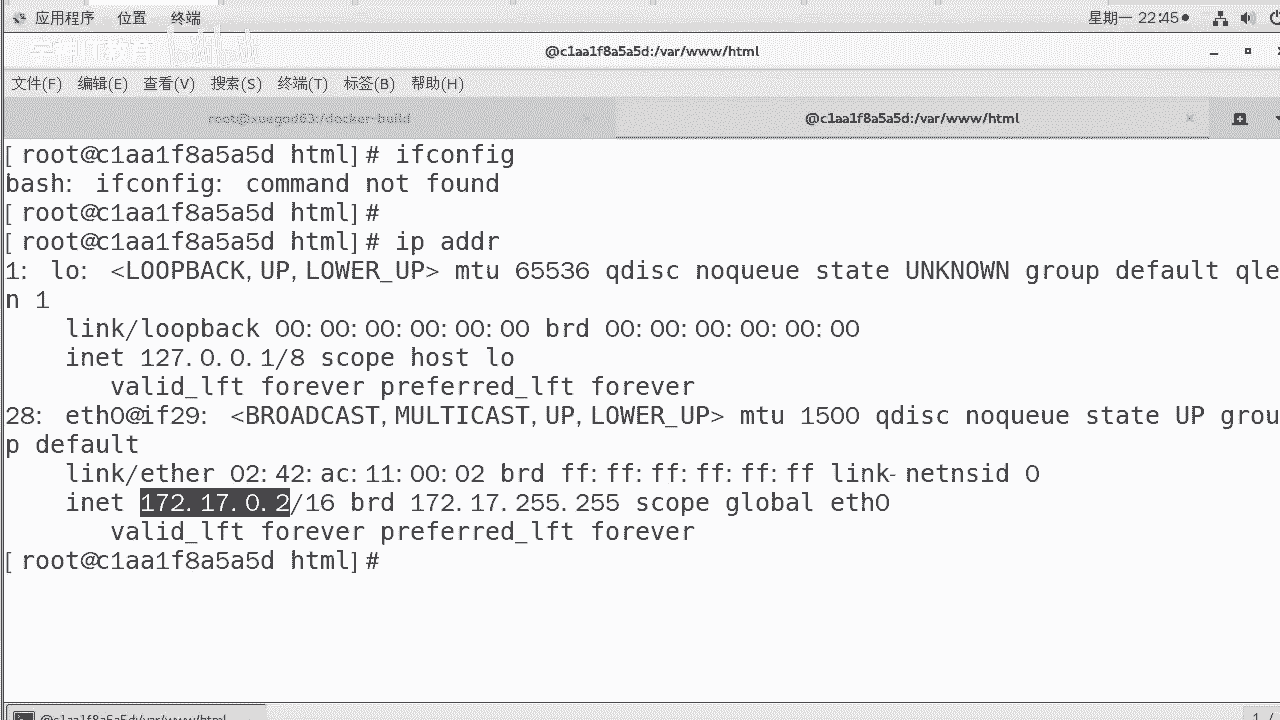 应用程序 位置 终端 星期一 22:45
@c1aa1f8a5a5d:/var/www/html
文件(F) 编辑(E) 查看(V) 搜索(S) 终端(T) 标签(B) 帮助(H)
root@xuegod63:/docker-build @c1aa1f8a5a5d:/var/www/html
[root@c1aa1f8a5a5d html]# ifconfig
bash: ifconfig: command not found
[root@c1aa1f8a5a5d html]#
[root@c1aa1f8a5a5d html]# ip addr
1: lo: <LOOPBACK,UP,LOWER_UP> mtu 65536 qdisc noqueue state UNKNOWN group default qle
n 1
link/loopback 00:00:00:00:00:00 brd 00:00:00:00:00:00
inet 127.0.0.1/8 scope host lo
valid_lft forever preferred_lft forever
28: eth0@if29: <BROADCAST,MULTICAST,UP,LOWER_UP> mtu 1500 qdisc noqueue state UP grou
p default
link/ether 02:42:ac:11:00:02 brd ff:ff:ff:ff:ff:ff link-netnsid 0
inet 172.17.0.2/16 brd 172.17.255.255 scope global eth0
valid_lft forever preferred_lft forever
[root@c1aa1f8a5a5d html]#
@c1aa1f8a5a5d:/var/www/html 1 /